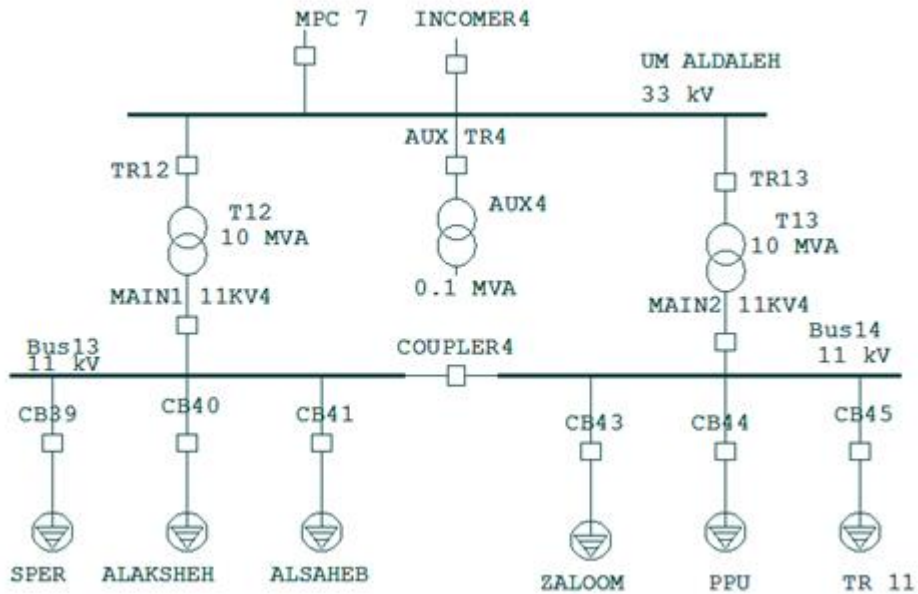 MPC 7
INCOMER4
UM ALDALEH
33 kV
AUX TR4
TR12
TR13
AUX4
T12
10 MVA
T13
10 MVA
0.1 MVA
MAIN1 11KV4
MAIN2 11KV4
Bus13
11 kV
COUPLER4
Bus14
11 kV
CB39
CB40
CB41
CB43
CB44
CB45
SPER
ALAKSHEH
ALSAHEB
ZALOOM
PPU
TR 11